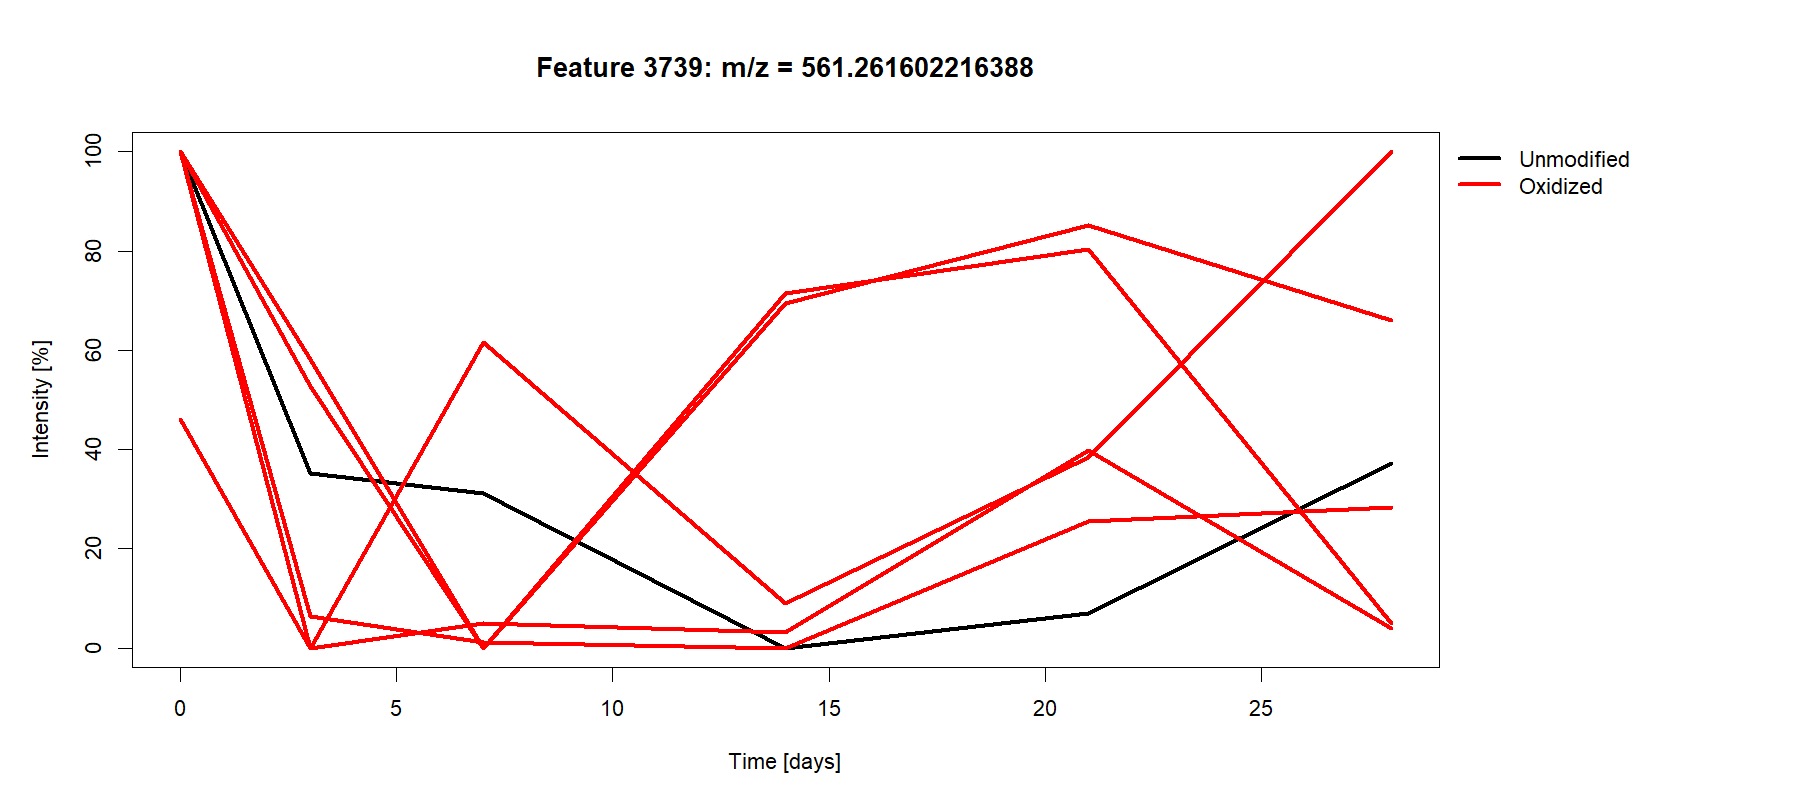 Feature 3739: m/z = 561.261602216388
Intensity [%]
100
80
60
40
20
0
0 5 10 15 20 25
Time [days]
Unmodified
Oxidized